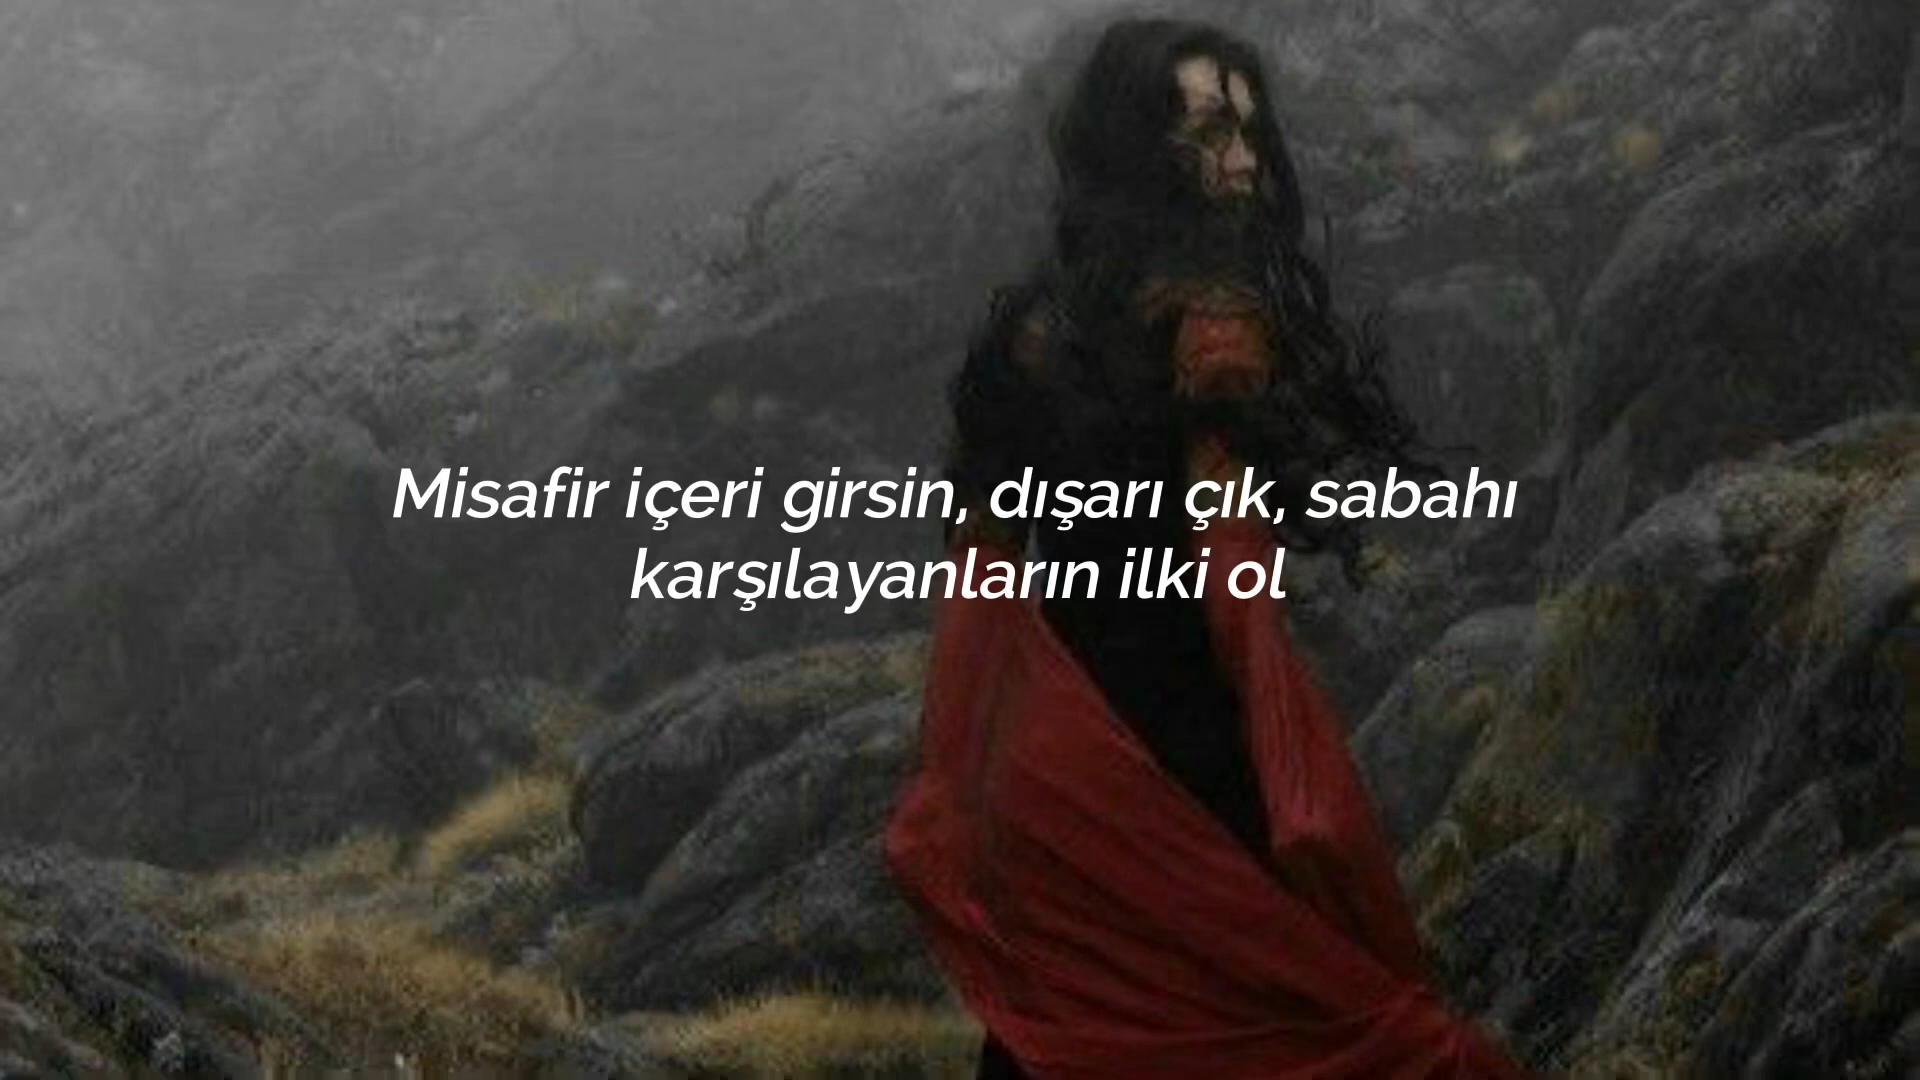 Misafir içeri girsin, dışarı çık, sabahı
karşılayanların ilki ol